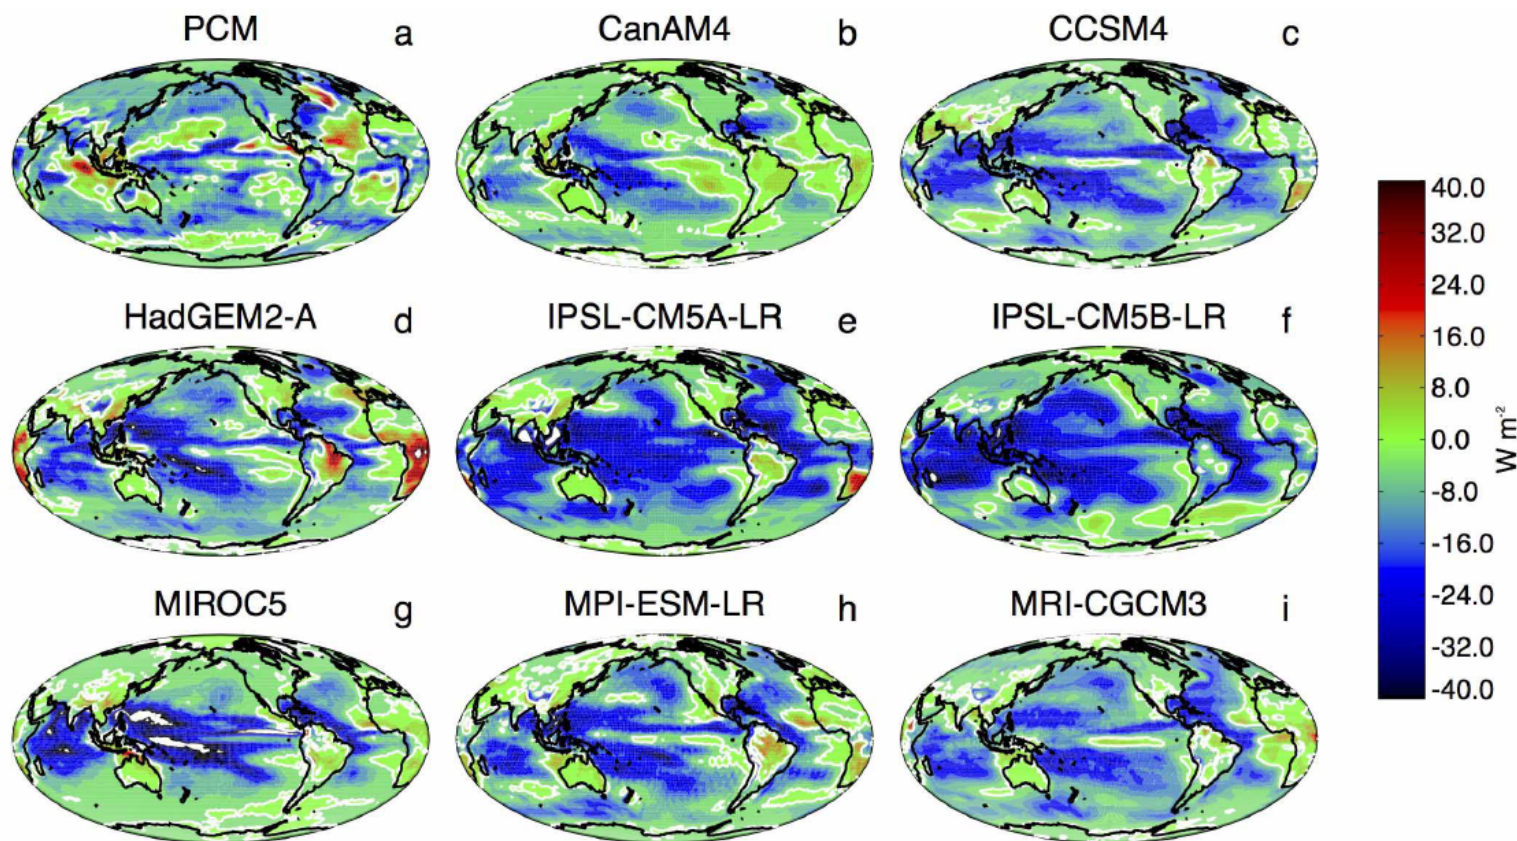 PCM a
CanAM4 b
CCSM4 c
HadGEM2-A d
IPSL-CM5A-LR e
IPSL-CM5B-LR f
MIROC5 g
MPI-ESM-LR h
MRI-CGCM3 i
40.0
32.0
24.0
16.0
8.0
0.0
-8.0
-16.0
-24.0
-32.0
-40.0
W m⁻²